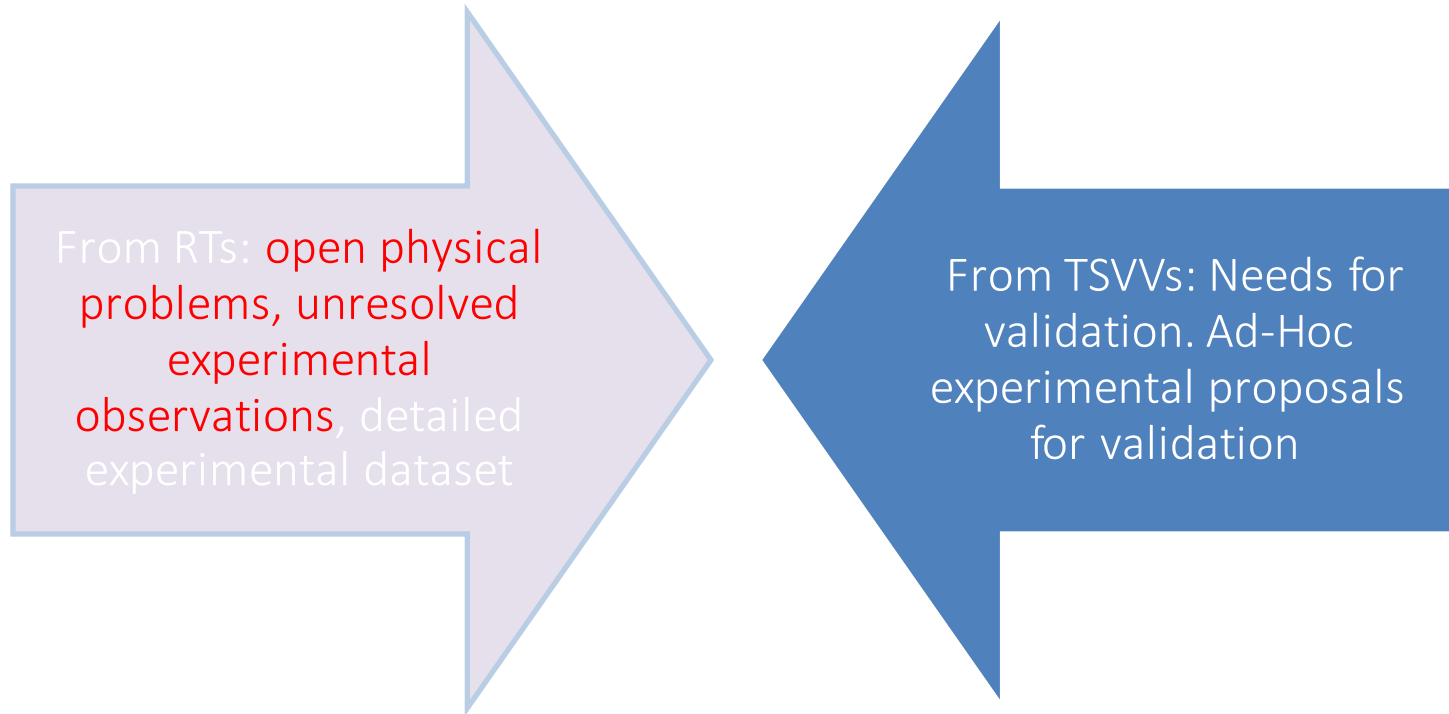 From RTs: open physical
problems, unresolved
experimental
observations, detailed
experimental dataset
From TSVVs: Needs for
validation. Ad-Hoc
experimental proposals
for validation